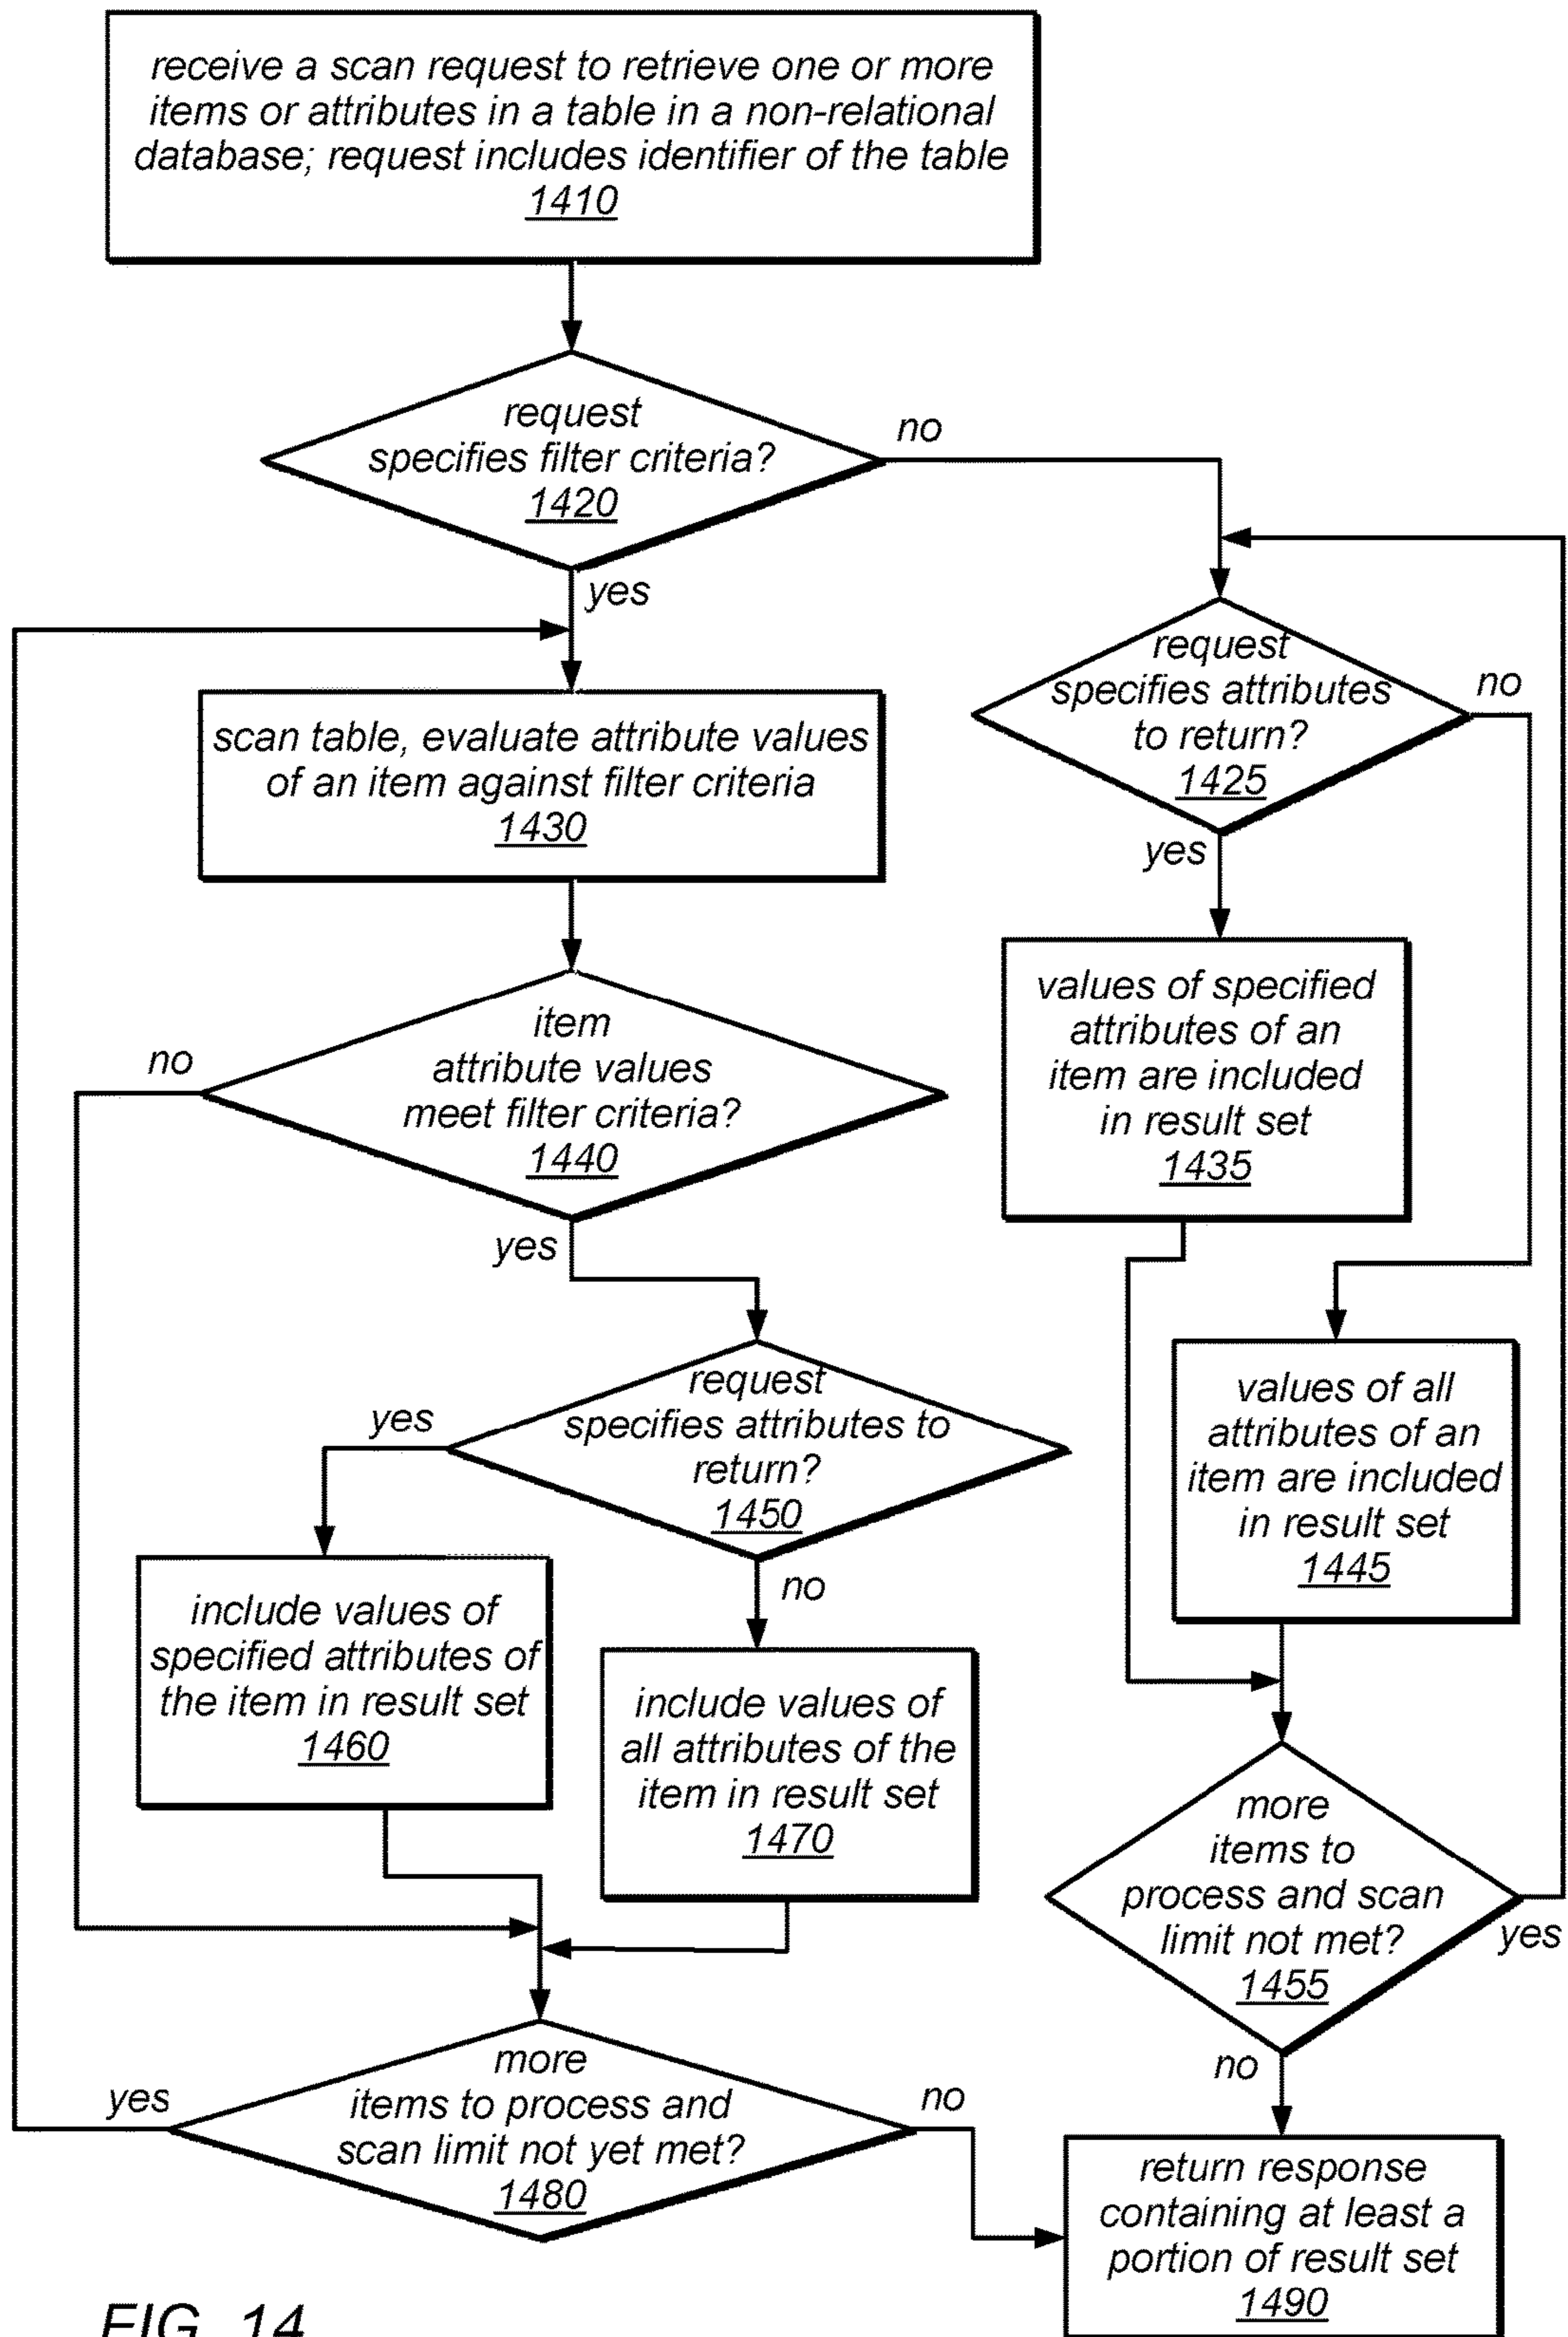 receive a scan request to retrieve one or more
items or attributes in a table in a non-relational
database; request includes identifier of the table
1410
request
specifies filter criteria?
1420
no
yes
scan table, evaluate attribute values
of an item against filter criteria
1430
request
specifies attributes
to return?
1425
no
yes
values of specified
attributes of an
item are included
in result set
1435
item
attribute values
meet filter criteria?
1440
no
yes
request
specifies attributes to
return?
1450
yes
no
values of all
attributes of an
item are included
in result set
1445
include values of
specified attributes of
the item in result set
1460
include values of
all attributes of the
item in result set
1470
more
items to
process and scan
limit not met?
1455
yes
no
more
items to process and
scan limit not yet met?
1480
yes
no
return response
containing at least a
portion of result set
1490
FIG. 14